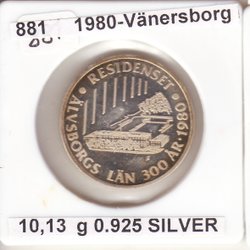 881 1980-Vänersborg
RESIDENSET
ÄLVSBORGS LÄN 300 ÅR·1980
10,13 g 0.925 SILVER